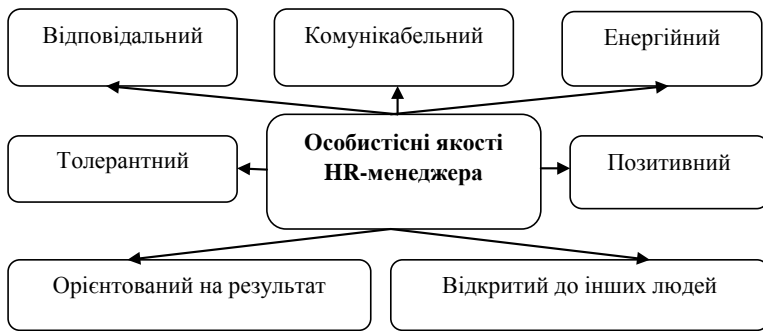 Відповідальний
Комунікабельний
Енергійний
Особистісні якості
HR-менеджера
Толерантний
Позитивний
Орієнтований на результат
Відкритий до інших людей